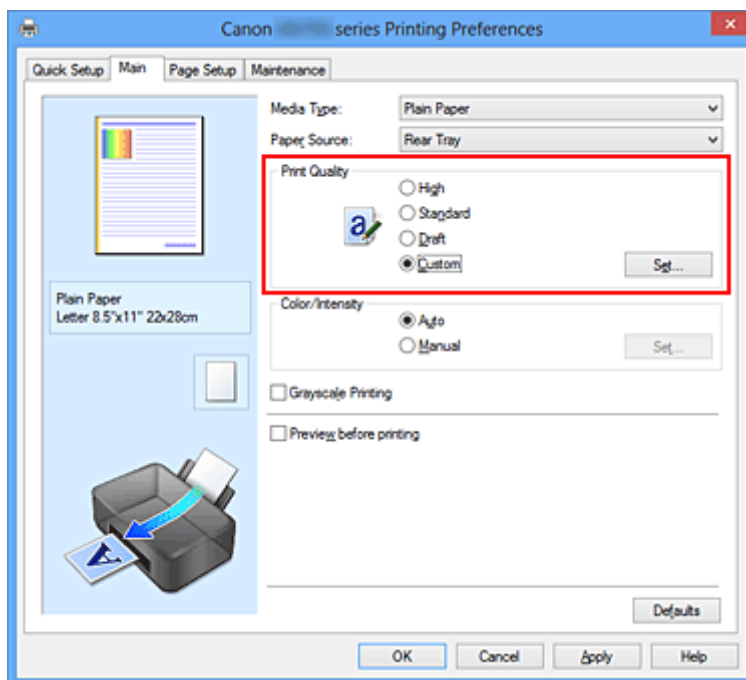 Canon series Printing Preferences
Quick Setup Main Page Setup Maintenance
Media Type: Plain Paper
Paper Source: Rear Tray
Print Quality
High
Standard
Draft
Custom Set...
Plain Paper
Letter 8.5"x11" 22x28cm
Color/Intensity
Auto
Manual Set...
Grayscale Printing
Preview before printing
A
Defaults
OK Cancel Apply Help